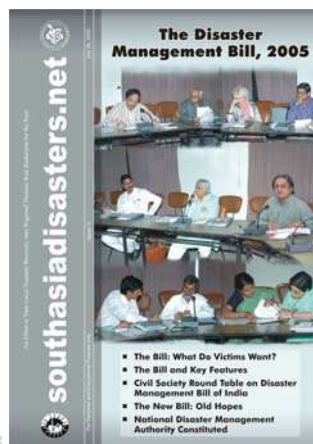 The Disaster
Management Bill, 2005
southasiadisasters.net
■ The Bill: What Do Victims Want?
■ The Bill and Key Features
■ Civil Society Round Table on Disaster
Management Bill of India
■ The New Bill: Old Hopes
■ National Disaster Management
Authority Constituted